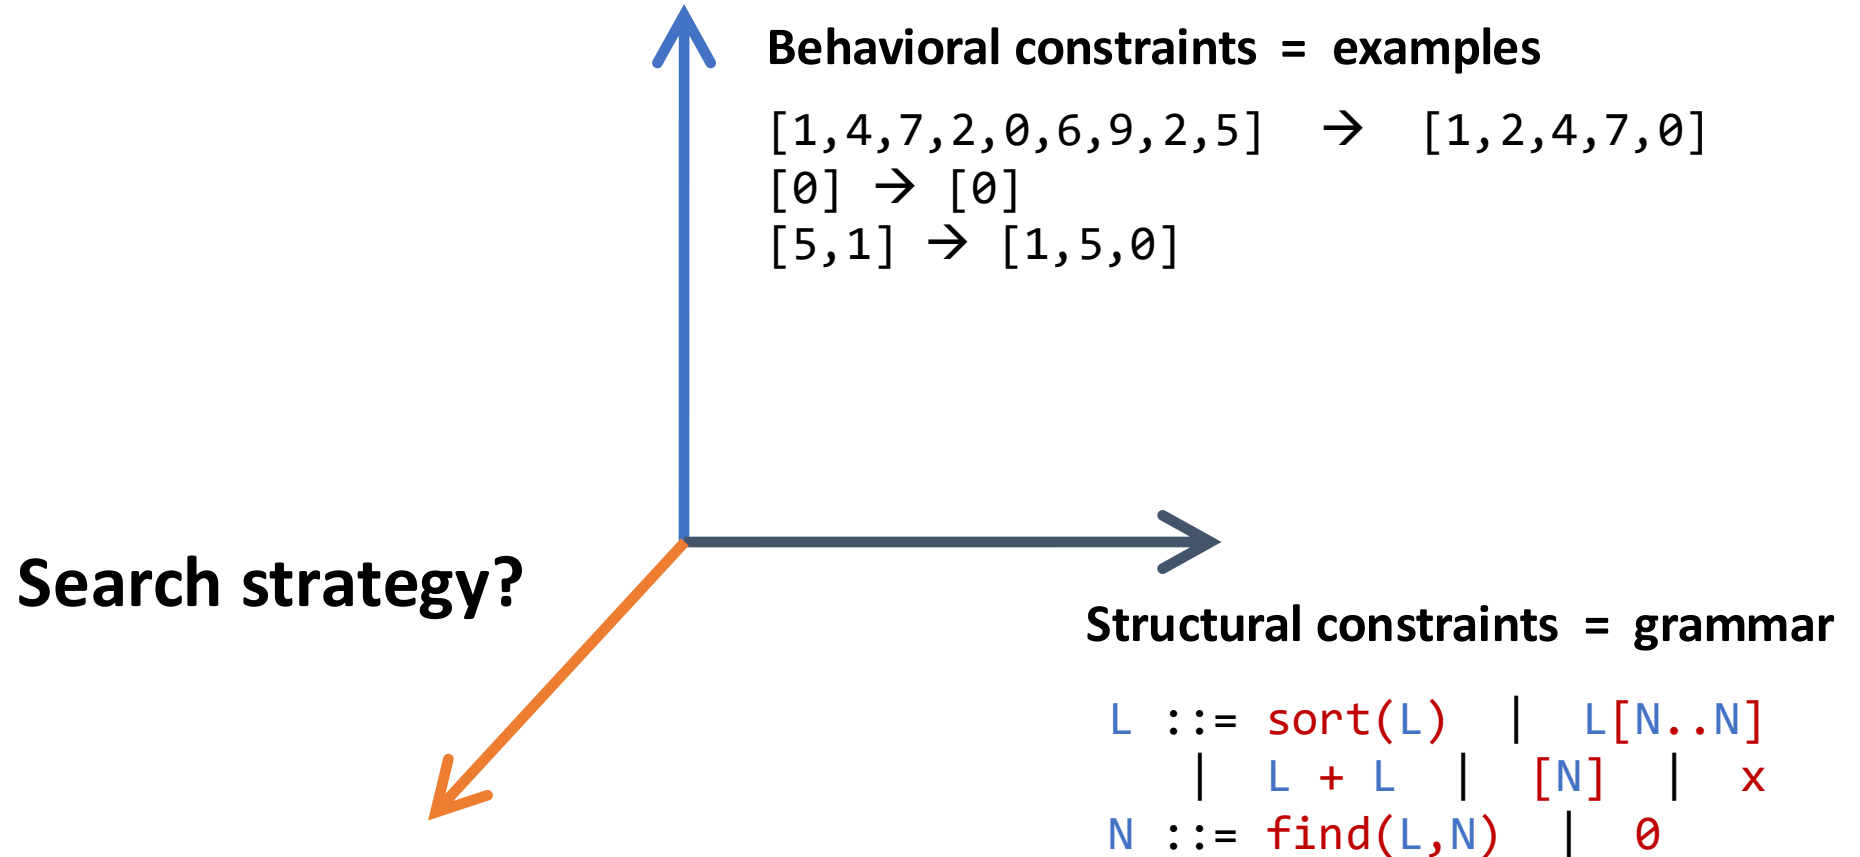 Behavioral constraints = examples
[1,4,7,2,0,6,9,2,5] → [1,2,4,7,0]
[0] → [0]
[5,1] → [1,5,0]
Search strategy?
Structural constraints = grammar
L ::= sort(L) | L[N..N]
| L + L | [N] | x
N ::= find(L,N) | 0